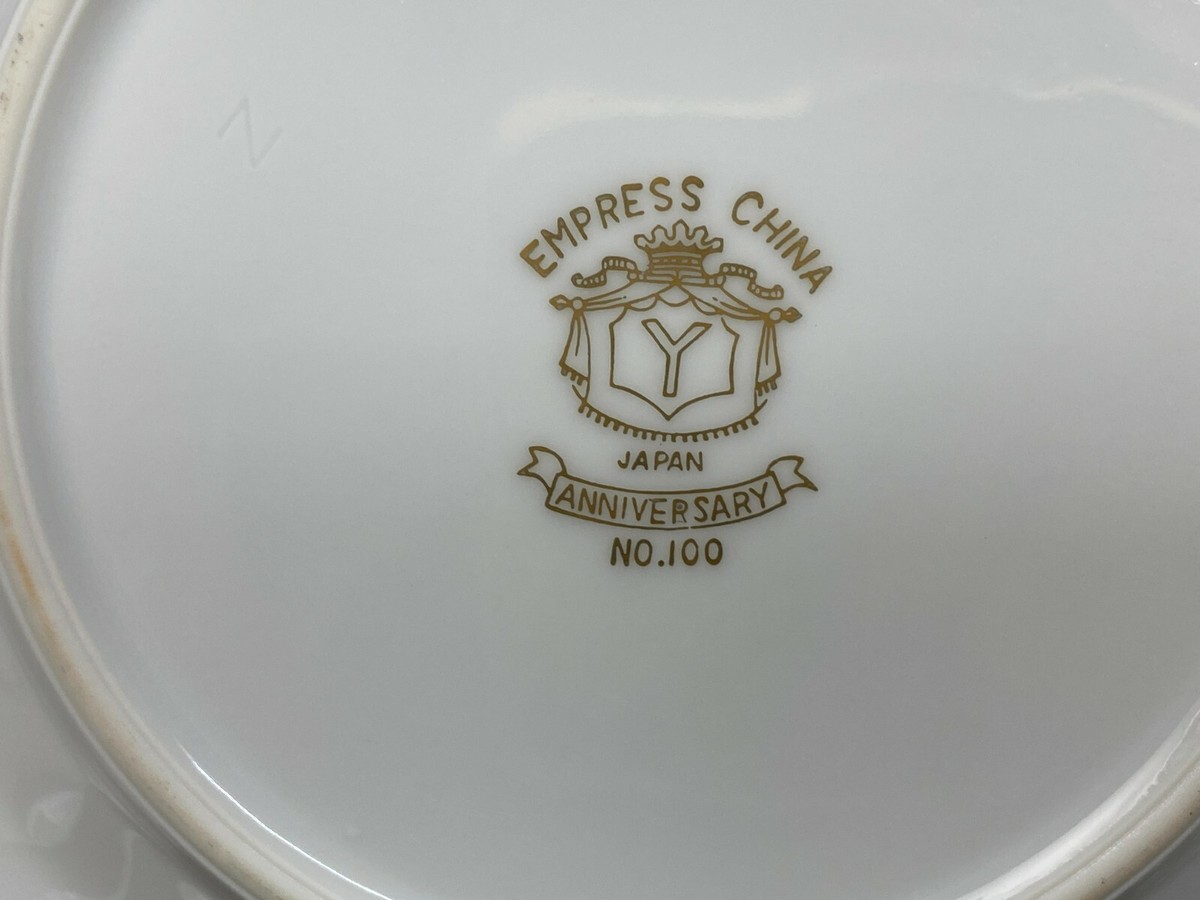 EMPRESS CHINA
Y
JAPAN
ANNIVERSARY
NO.100